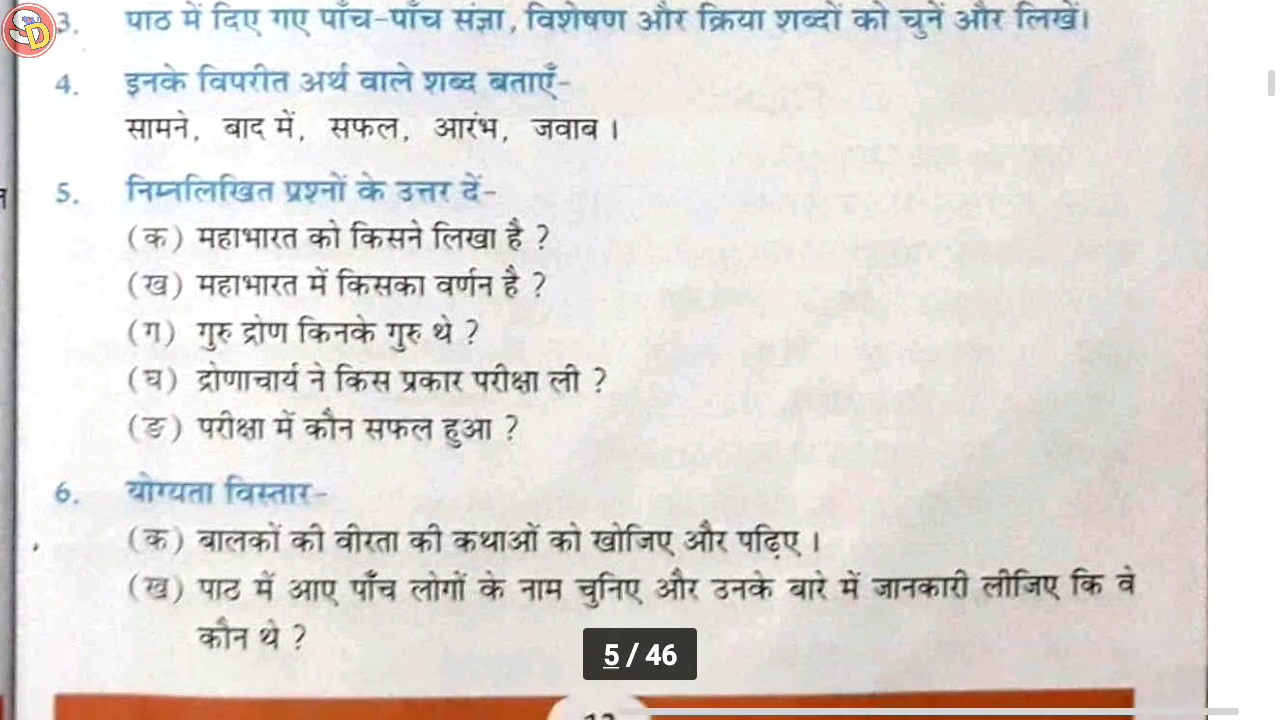 SD
3. पाठ में दिए गए पाँच-पाँच संज्ञा, विशेषण और क्रिया शब्दों को चुनें और लिखें।
4. इनके विपरीत अर्थ वाले शब्द बताएँ-
सामने, बाद में, सफल, आरंभ, जवाब ।
5. निम्नलिखित प्रश्नों के उत्तर दें-
(क) महाभारत को किसने लिखा है ?
(ख) महाभारत में किसका वर्णन है ?
(ग) गुरु द्रोण किनके गुरु थे ?
(घ) द्रोणाचार्य ने किस प्रकार परीक्षा ली ?
(ङ) परीक्षा में कौन सफल हुआ ?
6. योग्यता विस्तार-
(क) बालकों की वीरता की कथाओं को खोजिए और पढ़िए ।
(ख) पाठ में आए पाँच लोगों के नाम चुनिए और उनके बारे में जानकारी लीजिए कि वे
कौन थे ?
5 / 46